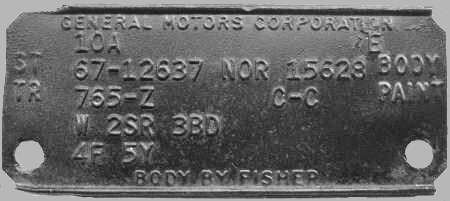 GENERAL MOTORS CORPORATION
10A E
ST 67-12637 NOR 15628 BODY
TR 765-Z C-C PAINT
W 2SR 3BD
4F 5Y
BODY BY FISHER